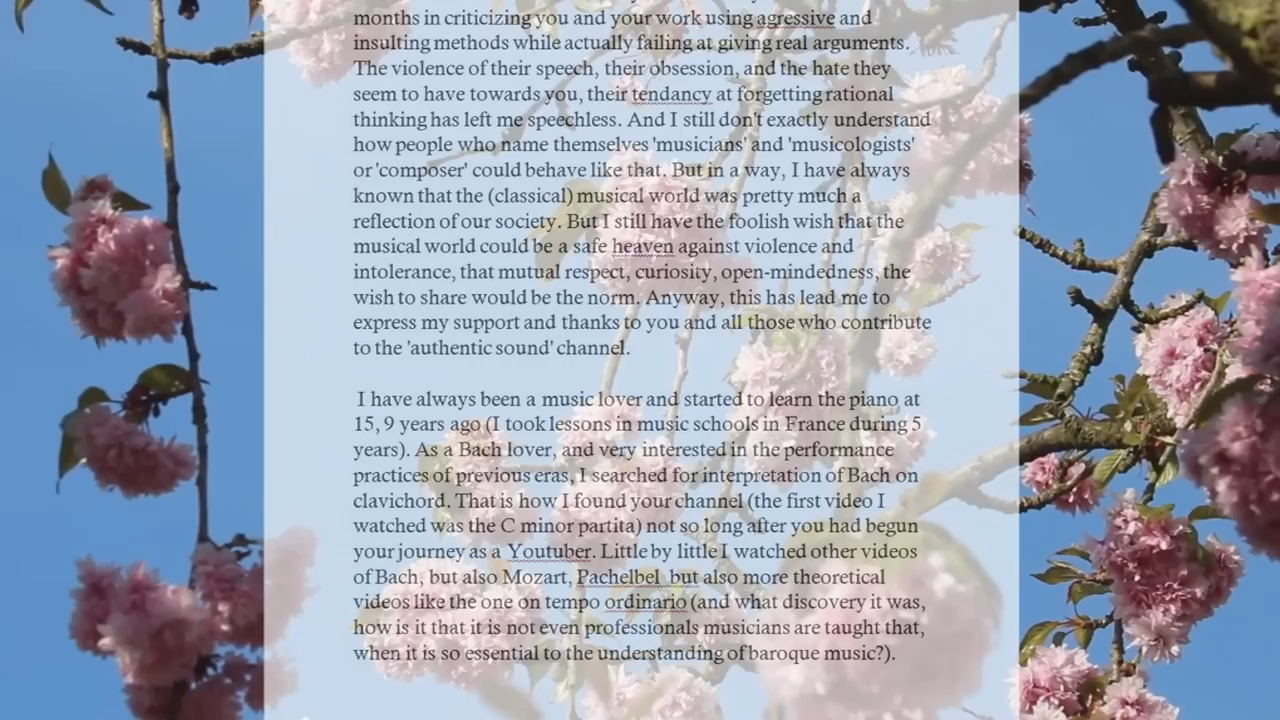 months in criticizing you and your work using agressive and
insulting methods while actually failing at giving real arguments.
The violence of their speech, their obsession, and the hate they
seem to have towards you, their tendancy at forgetting rational
thinking has left me speechless. And I still don't exactly understand
how people who name themselves 'musicians' and 'musicologists'
or 'composer' could behave like that. But in a way, I have always
known that the (classical) musical world was pretty much a
reflection of our society. But I still have the foolish wish that the
musical world could be a safe heaven against violence and
intolerance, that mutual respect, curiosity, open-mindedness, the
wish to share would be the norm. Anyway, this has lead me to
express my support and thanks to you and all those who contribute
to the 'authentic sound' channel.
I have always been a music lover and started to learn the piano at
15, 9 years ago (I took lessons in music schools in France during 5
years). As a Bach lover, and very interested in the performance
practices of previous eras, I searched for interpretation of Bach on
clavichord. That is how I found your channel (the first video I
watched was the C minor partita) not so long after you had begun
your journey as a Youtuber. Little by little I watched other videos
of Bach, but also Mozart, Pachelbel but also more theoretical
videos like the one on tempo ordinario (and what discovery it was,
how is it that it is not even professionals musicians are taught that,
when it is so essential to the understanding of baroque music?).